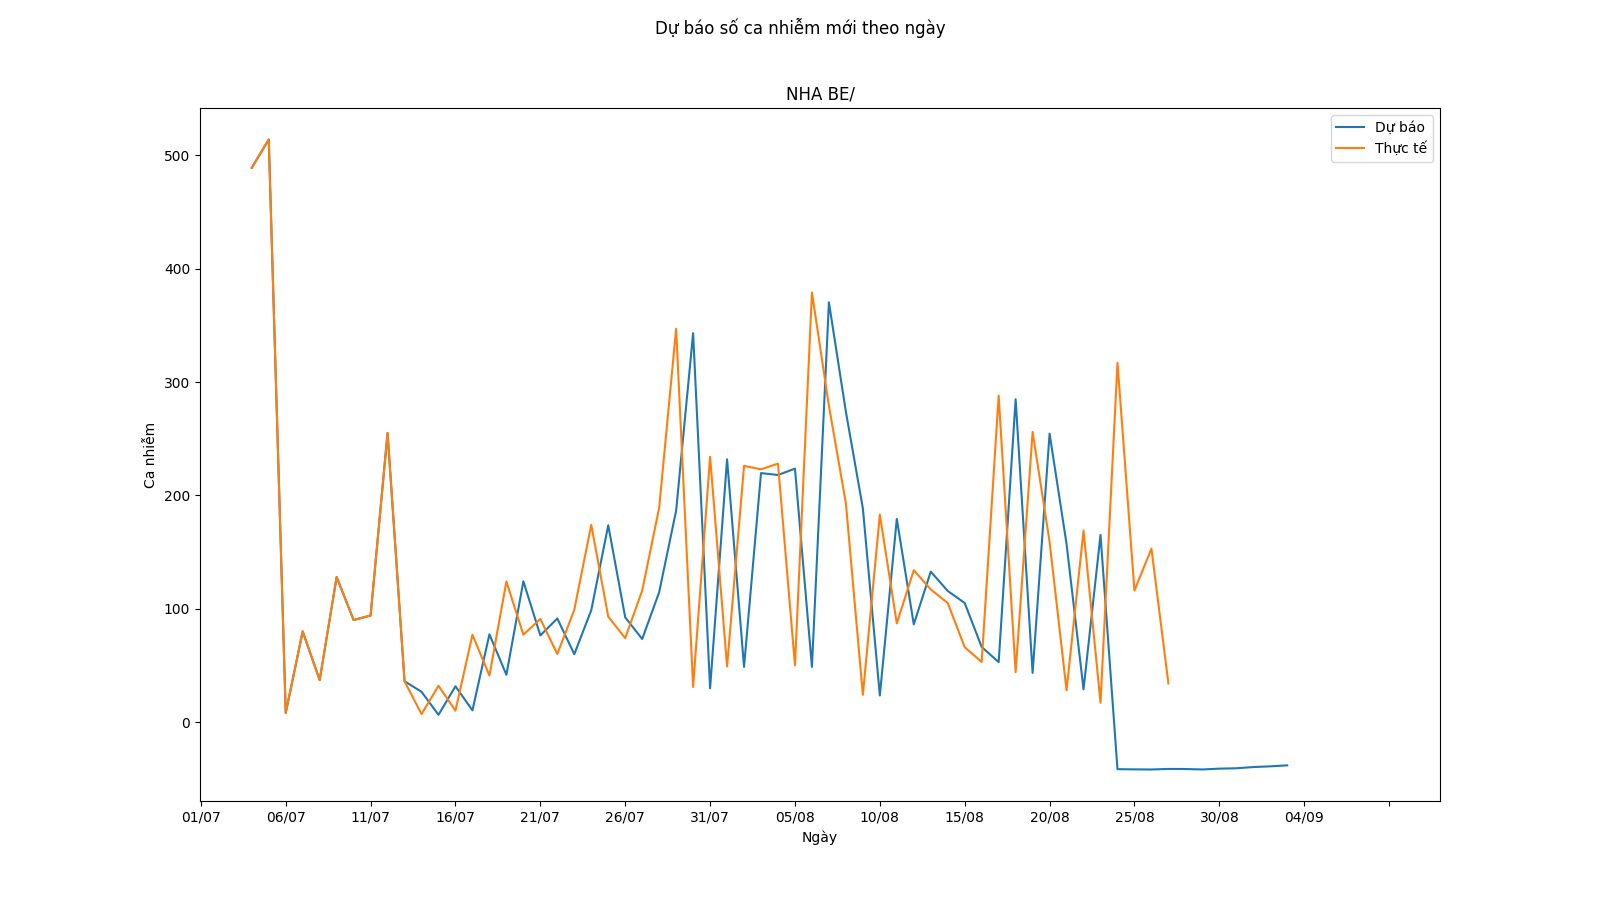 Dự báo số ca nhiễm mới theo ngày
NHA BE/
Dự báo
Thực tế
500
400
300
200
100
0
Ca nhiễm
01/07 06/07 11/07 16/07 21/07 26/07 31/07 05/08 10/08 15/08 20/08 25/08 30/08 04/09
Ngày